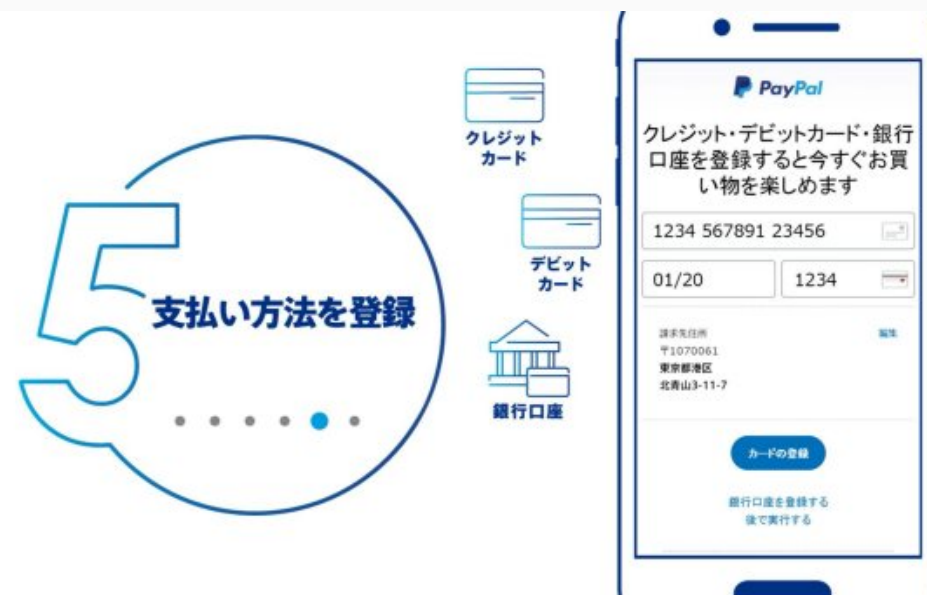 5
支払い方法を登録
クレジット
カード
デビット
カード
銀行口座
PayPal
クレジット・デビットカード・銀行
口座を登録すると今すぐお買
い物を楽しめます
1234 567891 23456
01/20
1234
請求先住所
編集
〒1070061
東京都港区
北青山3-11-7
カードの登録
銀行口座を登録する
後で実行する